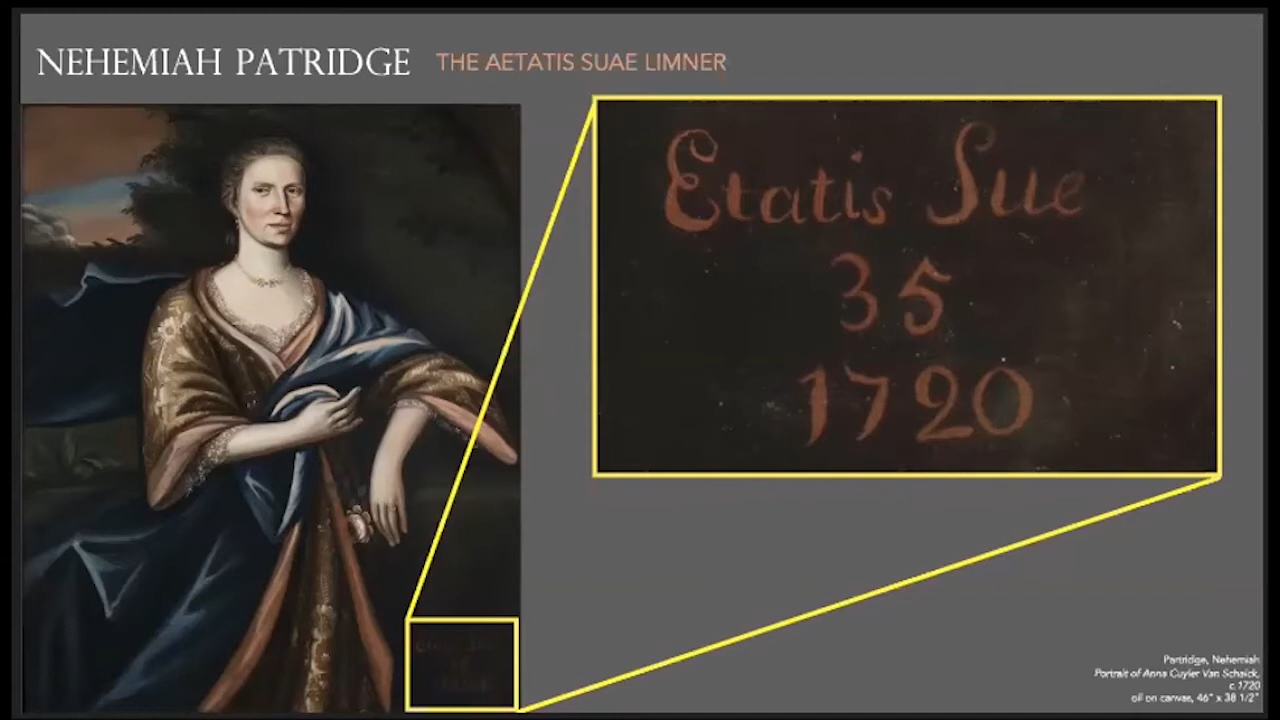 NEHEMIAH PATRIDGE THE AETATIS SUAE LIMNER
Etatis Sue
35
1720
Partridge, Nehemiah
Portrait of Anna Cuyler Van Schaick,
c.1720
oil on canvas, 46" x 38 1/2"